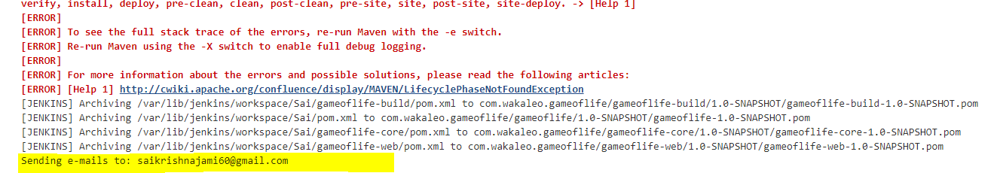 verify, install, deploy, pre-clean, clean, post-clean, pre-site, site, post-site, site-deploy. -> [Help 1]
[ERROR]
[ERROR] To see the full stack trace of the errors, re-run Maven with the -e switch.
[ERROR] Re-run Maven using the -X switch to enable full debug logging.
[ERROR]
[ERROR] For more information about the errors and possible solutions, please read the following articles:
[ERROR] [Help 1] http://cwiki.apache.org/confluence/display/MAVEN/LifecyclePhaseNotFoundException
[JENKINS] Archiving /var/lib/jenkins/workspace/Sai/gameoflife-build/pom.xml to com.wakaleo.gameoflife/gameoflife-build/1.0-SNAPSHOT/gameoflife-build-1.0-SNAPSHOT.pom
[JENKINS] Archiving /var/lib/jenkins/workspace/Sai/pom.xml to com.wakaleo.gameoflife/gameoflife/1.0-SNAPSHOT/gameoflife-1.0-SNAPSHOT.pom
[JENKINS] Archiving /var/lib/jenkins/workspace/Sai/gameoflife-core/pom.xml to com.wakaleo.gameoflife/gameoflife-core/1.0-SNAPSHOT/gameoflife-core-1.0-SNAPSHOT.pom
[JENKINS] Archiving /var/lib/jenkins/workspace/Sai/gameoflife-web/pom.xml to com.wakaleo.gameoflife/gameoflife-web/1.0-SNAPSHOT/gameoflife-web-1.0-SNAPSHOT.pom
Sending e-mails to: saikrishnajami60@gmail.com